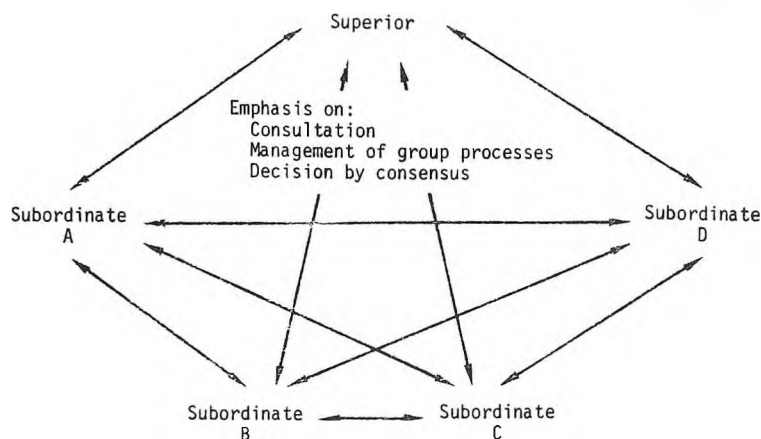 Superior
Emphasis on:
Consultation
Management of group processes
Decision by consensus
Subordinate
A
Subordinate
D
Subordinate
B
Subordinate
C